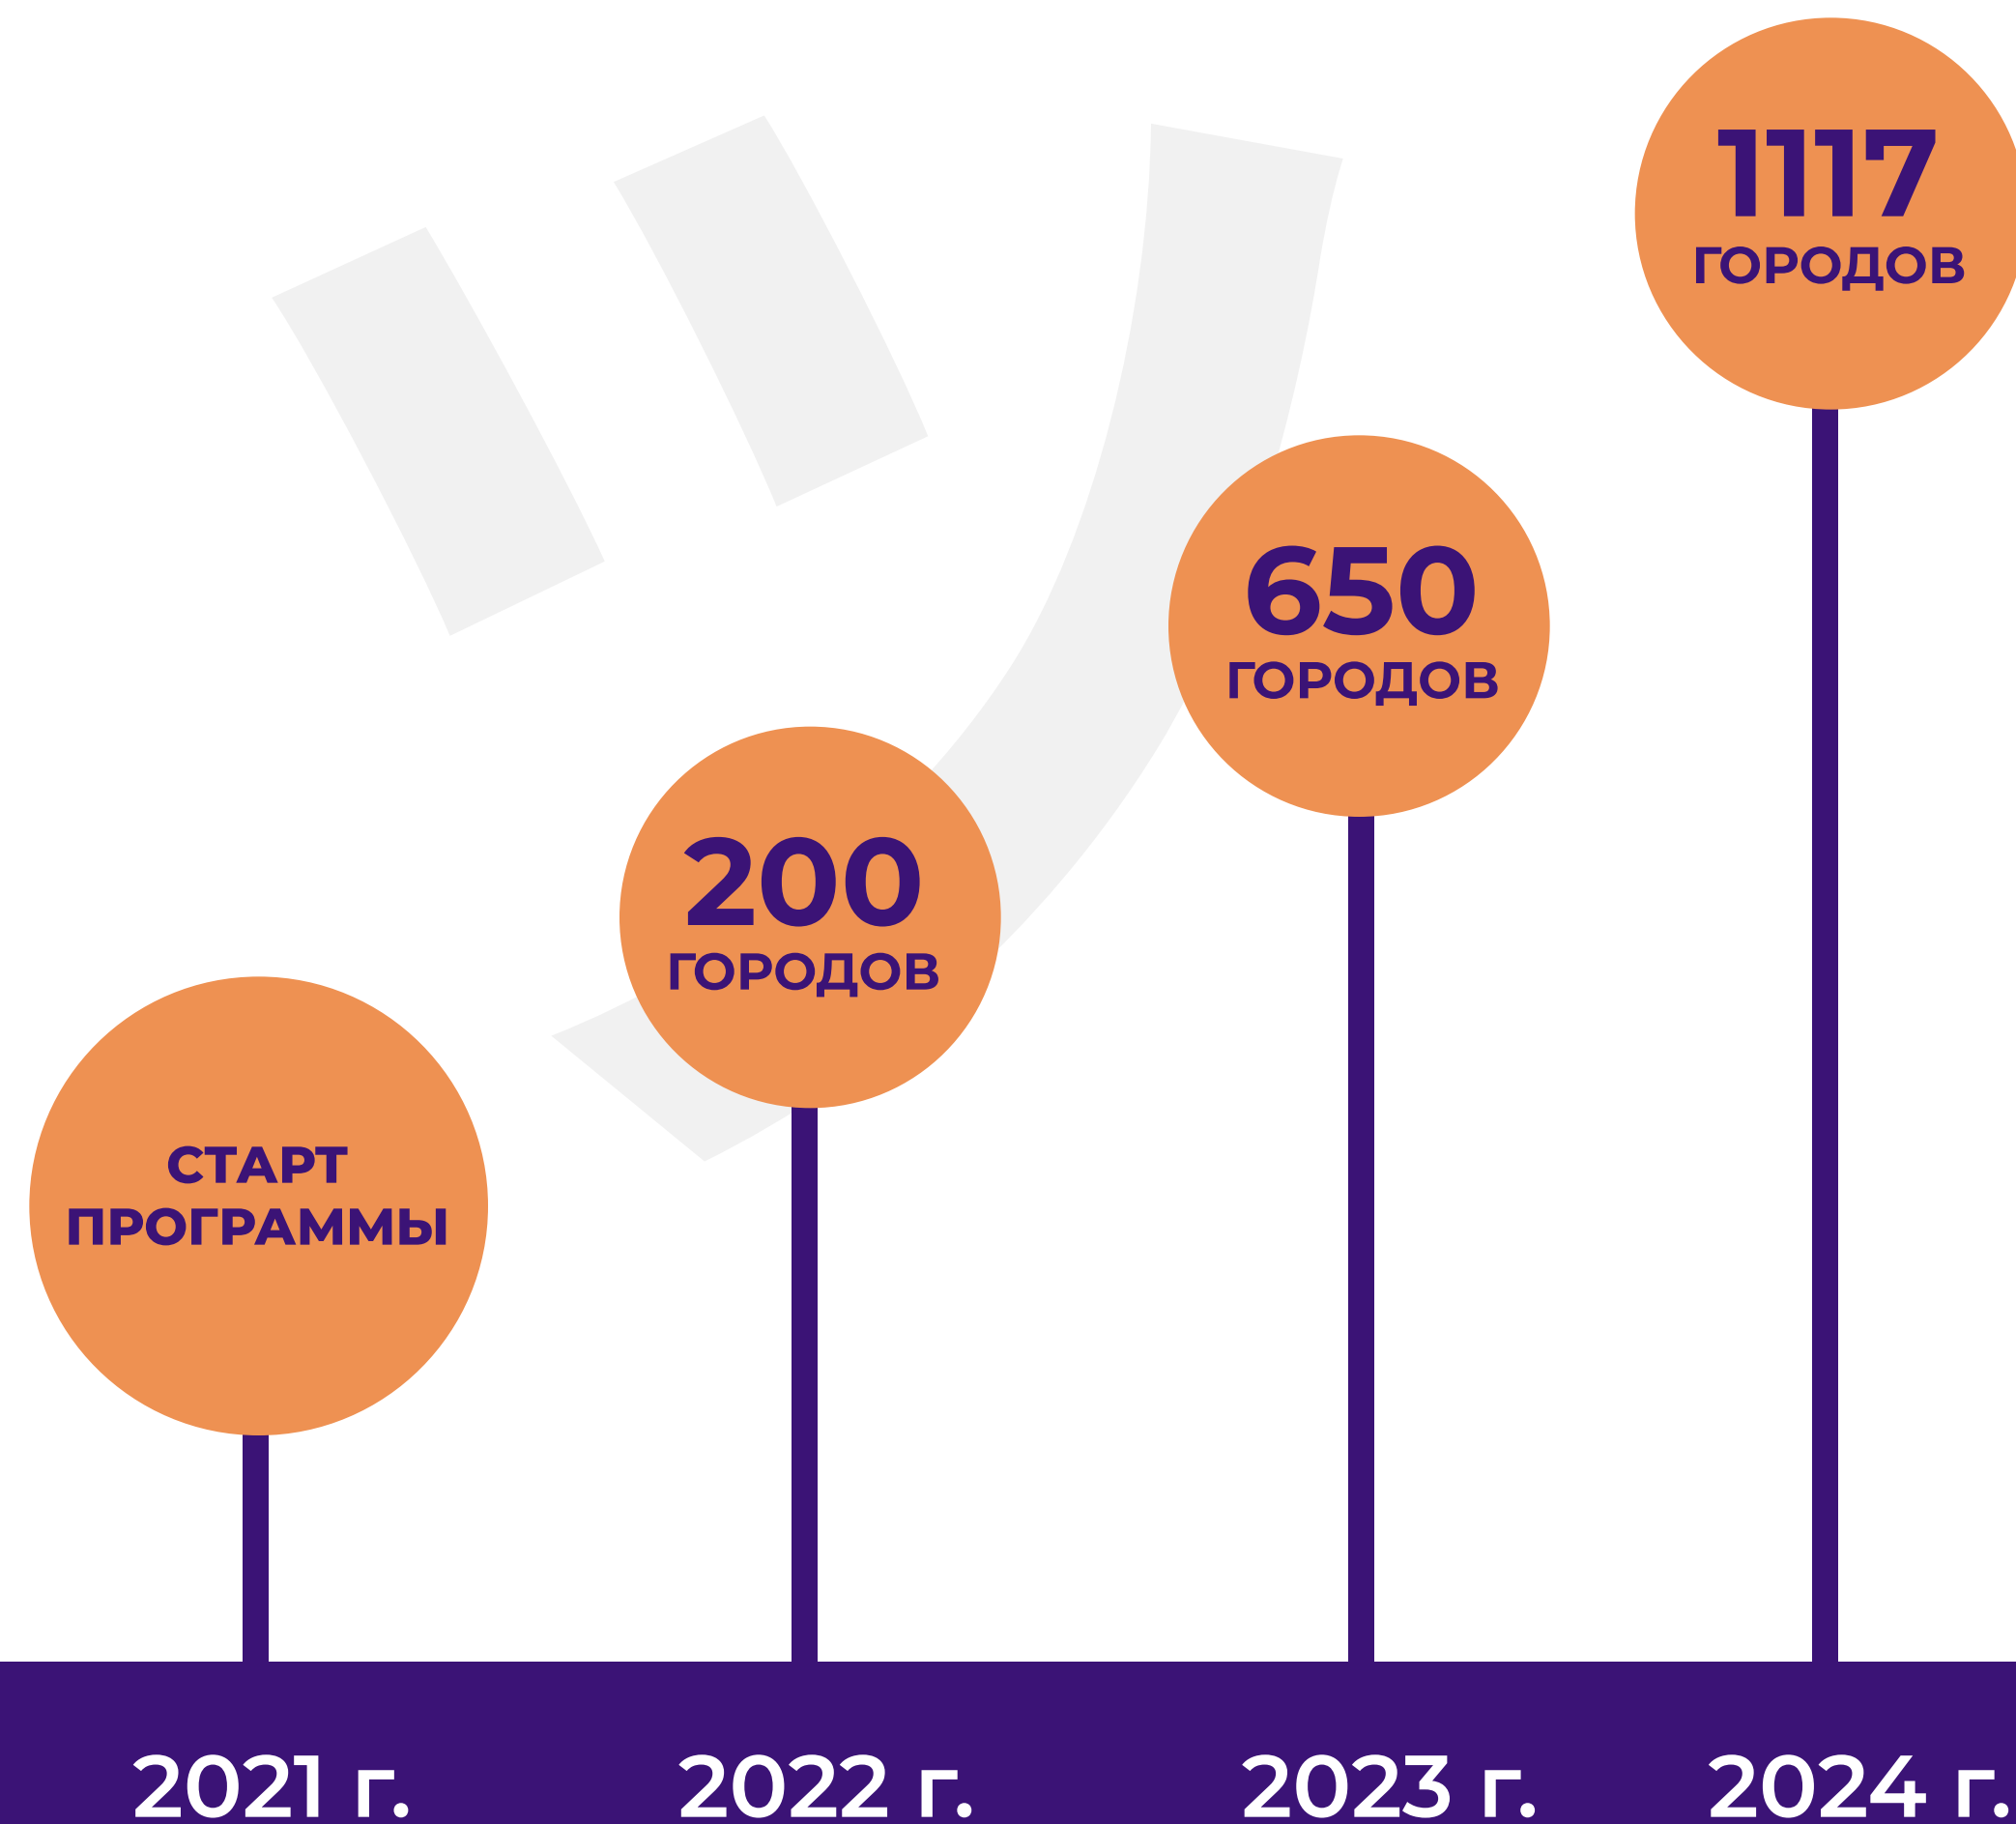 1117
ГОРОДОВ
650
ГОРОДОВ
200
ГОРОДОВ
СТАРТ
ПРОГРАММЫ
2021 г.
2022 г.
2023 г.
2024 г.